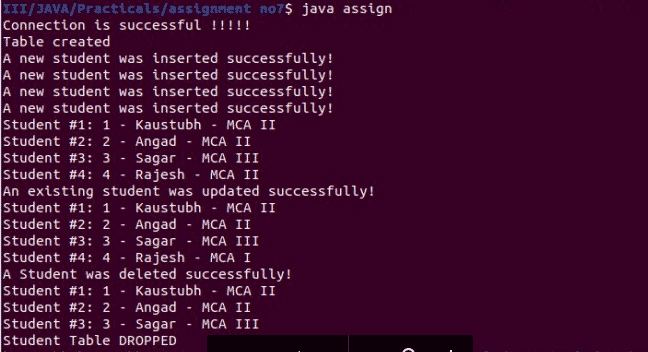 III/JAVA/Practicals/assignment no7$ java assign
Connection is successful !!!!!
Table created
A new student was inserted successfully!
A new student was inserted successfully!
A new student was inserted successfully!
A new student was inserted successfully!
Student #1: 1 - Kaustubh - MCA II
Student #2: 2 - Angad - MCA II
Student #3: 3 - Sagar - MCA III
Student #4: 4 - Rajesh - MCA II
An existing student was updated successfully!
Student #1: 1 - Kaustubh - MCA II
Student #2: 2 - Angad - MCA II
Student #3: 3 - Sagar - MCA III
Student #4: 4 - Rajesh - MCA I
A Student was deleted successfully!
Student #1: 1 - Kaustubh - MCA II
Student #2: 2 - Angad - MCA II
Student #3: 3 - Sagar - MCA III
Student Table DROPPED